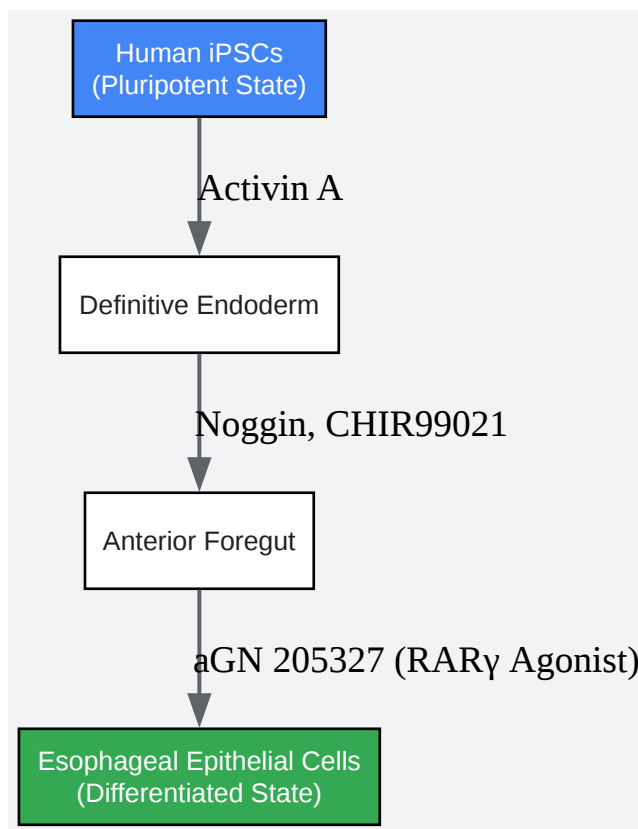 Human iPSCs
(Pluripotent State)
Activin A
Definitive Endoderm
Noggin, CHIR99021
Anterior Foregut
aGN 205327 (RARγ Agonist)
Esophageal Epithelial Cells
(Differentiated State)